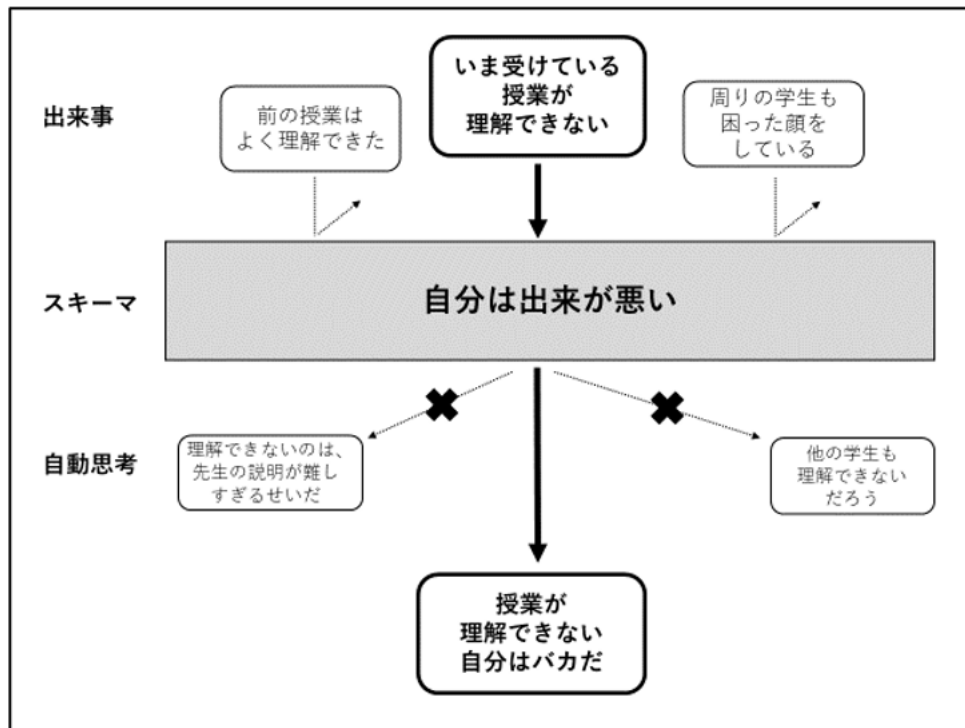 出来事
前の授業は
よく理解できた
いま受けている
授業が
理解できない
周りの学生も
困った顔を
している
スキーマ
自分は出来が悪い
自動思考
理解できないのは、
先生の説明が難し
すぎるせいだ
他の学生も
理解できない
だろう
授業が
理解できない
自分はバカだ